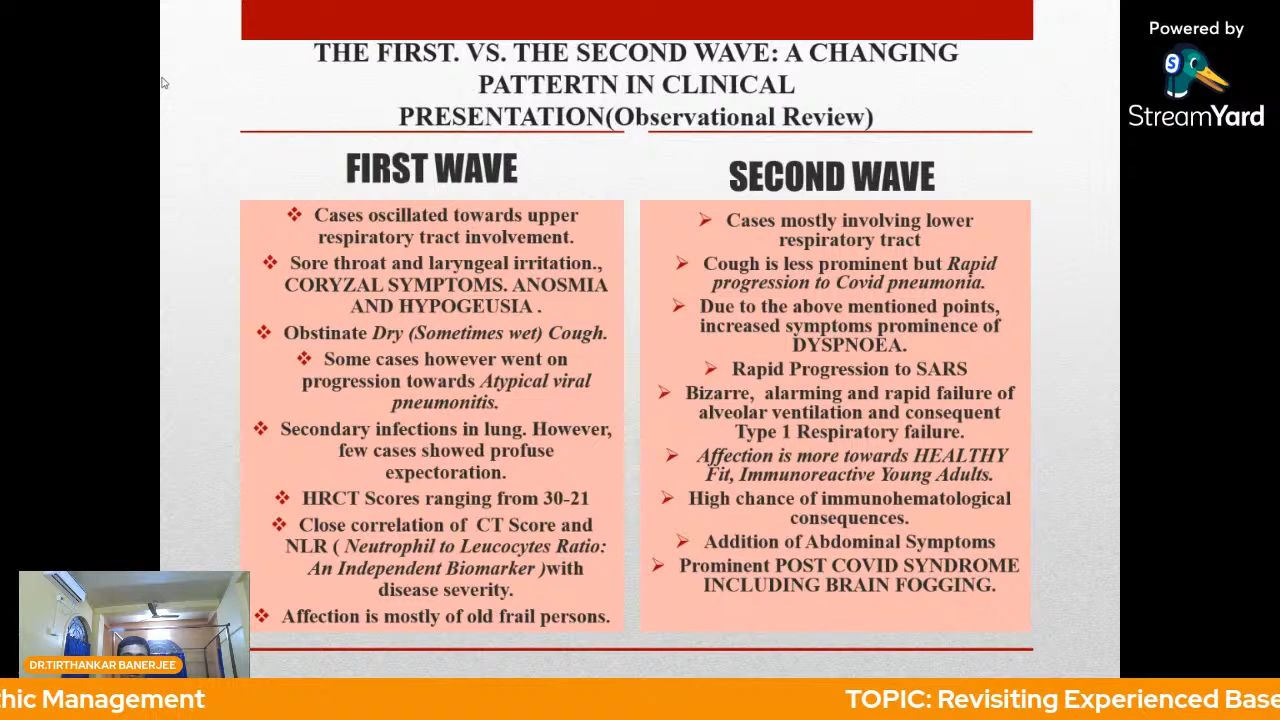 THE FIRST. VS. THE SECOND WAVE: A CHANGING
PATTERTN IN CLINICAL
PRESENTATION(Observational Review)
FIRST WAVE
❖ Cases oscillated towards upper
respiratory tract involvement.
❖ Sore throat and laryngeal irritation.,
CORYZAL SYMPTOMS. ANOSMIA
AND HYPOGEUSIA .
❖ Obstinate Dry (Sometimes wet) Cough.
❖ Some cases however went on
progression towards Atypical viral
pneumonitis.
❖ Secondary infections in lung. However,
few cases showed profuse
expectoration.
❖ HRCT Scores ranging from 30-21
❖ Close correlation of CT Score and
NLR ( Neutrophil to Leucocytes Ratio:
An Independent Biomarker )with
disease severity.
❖ Affection is mostly of old frail persons.
SECOND WAVE
➢ Cases mostly involving lower
respiratory tract
➢ Cough is less prominent but Rapid
progression to Covid pneumonia.
➢ Due to the above mentioned points,
increased symptoms prominence of
DYSPNOEA.
➢ Rapid Progression to SARS
➢ Bizarre, alarming and rapid failure of
alveolar ventilation and consequent
Type 1 Respiratory failure.
➢ Affection is more towards HEALTHY
Fit, Immunoreactive Young Adults.
➢ High chance of immunohematological
consequences.
➢ Addition of Abdominal Symptoms
➢ Prominent POST COVID SYNDROME
INCLUDING BRAIN FOGGING.
Powered by
StreamYard
DR.TIRTHANKAR BANERJEE
thic Management TOPIC: Revisiting Experienced Base